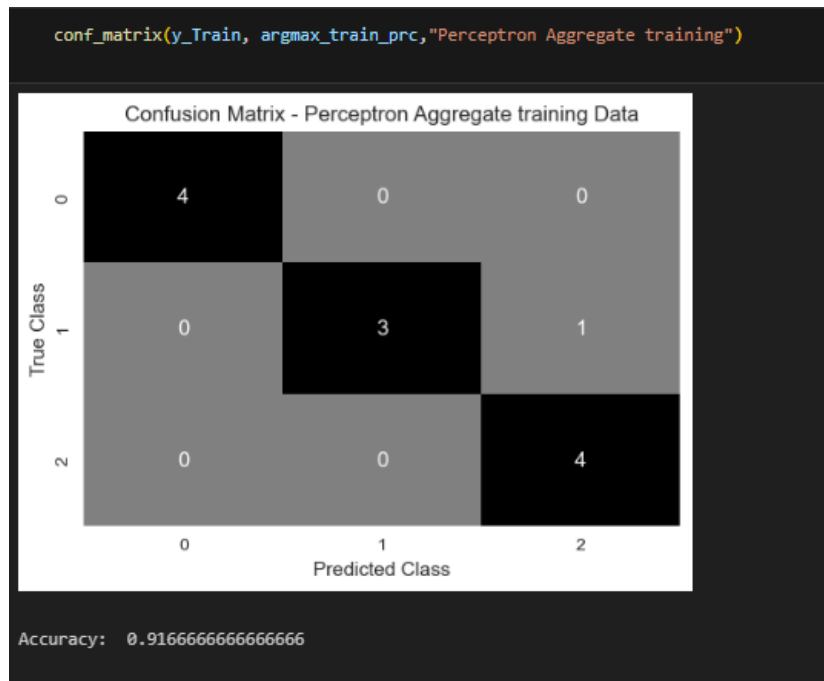 conf_matrix(y_Train, argmax_train_prc,"Perceptron Aggregate training")
Confusion Matrix - Perceptron Aggregate training Data
0 4 0 0
True Class
1 0 3 1
2 0 0 4
0 1 2
Predicted Class
Accuracy: 0.9166666666666666